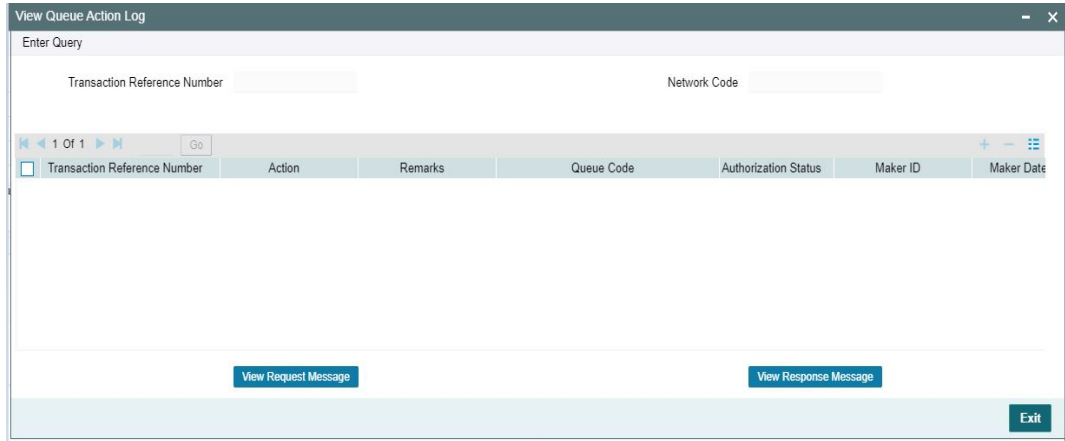 View Queue Action Log
Enter Query
Transaction Reference Number Network Code
1 Of 1 Go
Transaction Reference Number Action Remarks Queue Code Authorization Status Maker ID Maker Date
View Request Message View Response Message
Exit